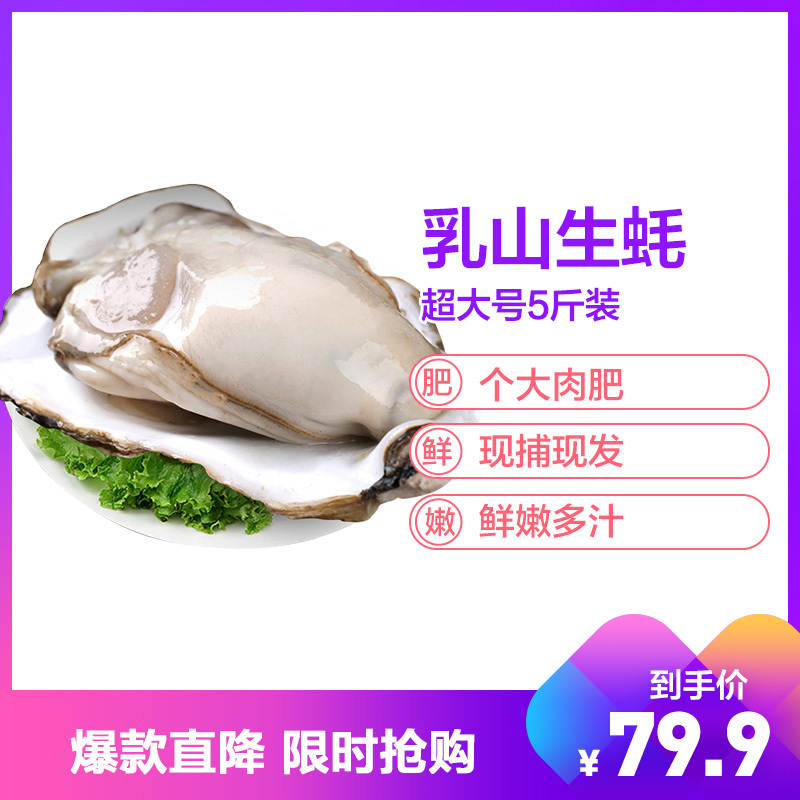 乳山生蚝
超大号5斤装
肥 个大肉肥
鲜 现捕现发
嫩 鲜嫩多汁
到手价
爆款直降 限时抢购
¥79.9